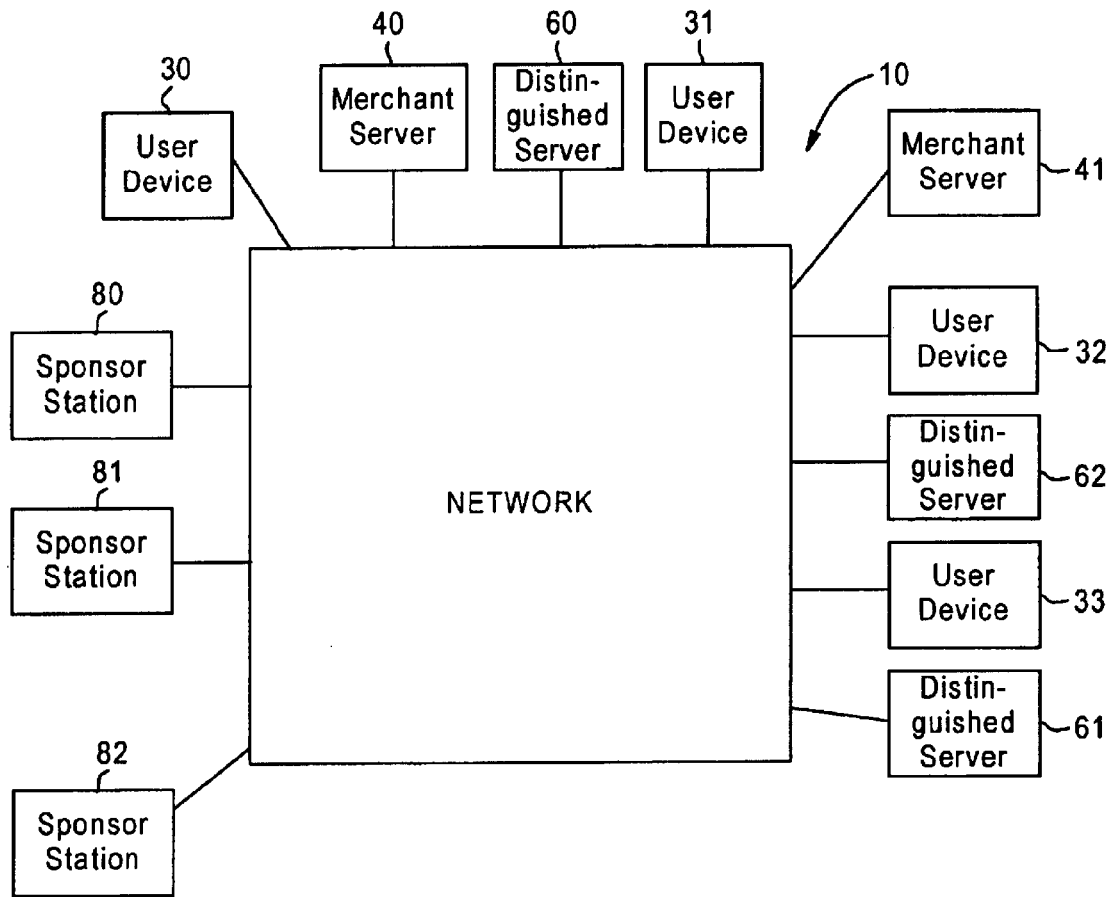 40
60
31
30
10
Merchant
Server
Distin-
guished
Server
User
Device
User
Device
Merchant
Server
41
80
Sponsor
Station
User
Device
32
81
Sponsor
Station
NETWORK
Distin-
guished
Server
62
User
Device
33
82
Sponsor
Station
Distin-
guished
Server
61